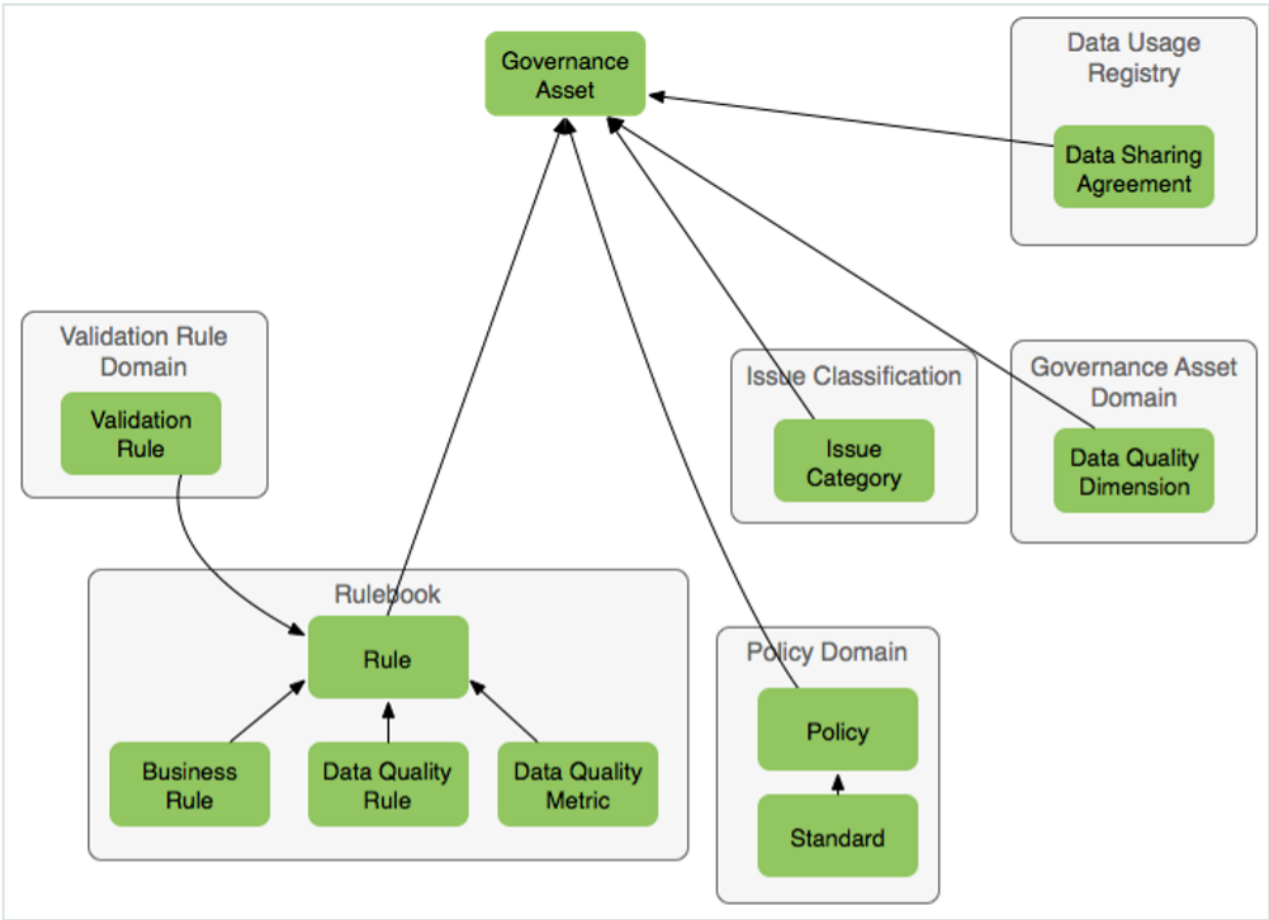 Governance
Asset
Data Usage
Registry
Data Sharing
Agreement
Validation Rule
Domain
Validation
Rule
Issue Classification
Issue
Category
Governance Asset
Domain
Data Quality
Dimension
Rulebook
Rule
Business
Rule
Data Quality
Rule
Data Quality
Metric
Policy Domain
Policy
Standard